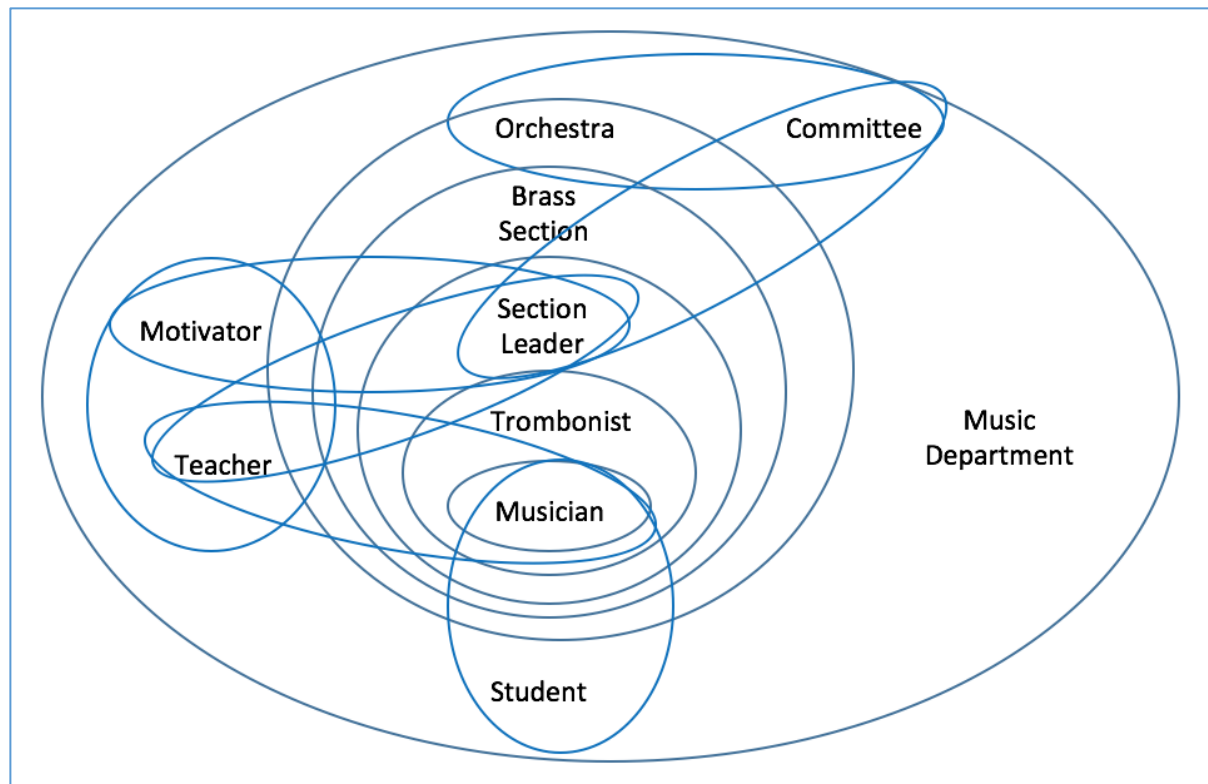 Orchestra
Committee
Brass
Section
Section
Leader
Motivator
Trombonist
Music
Department
Teacher
Musician
Student